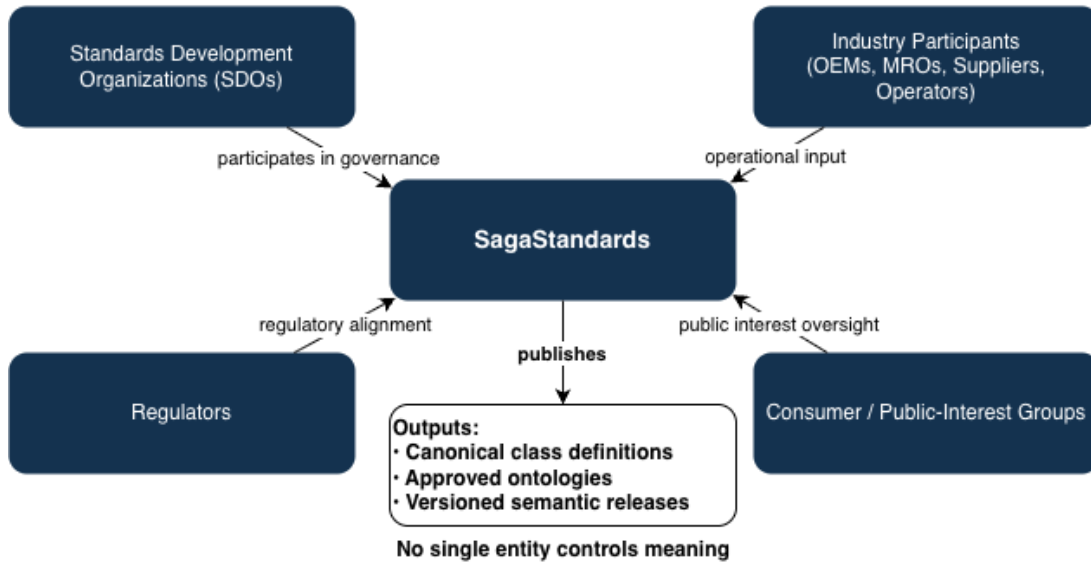 Standards Development
Organizations (SDOs)
Industry Participants
(OEMs, MROs, Suppliers,
Operators)
participates in governance
operational input
SagaStandards
regulatory alignment
public interest oversight
publishes
Regulators
Consumer / Public-Interest Groups
Outputs:
· Canonical class definitions
· Approved ontologies
· Versioned semantic releases
No single entity controls meaning